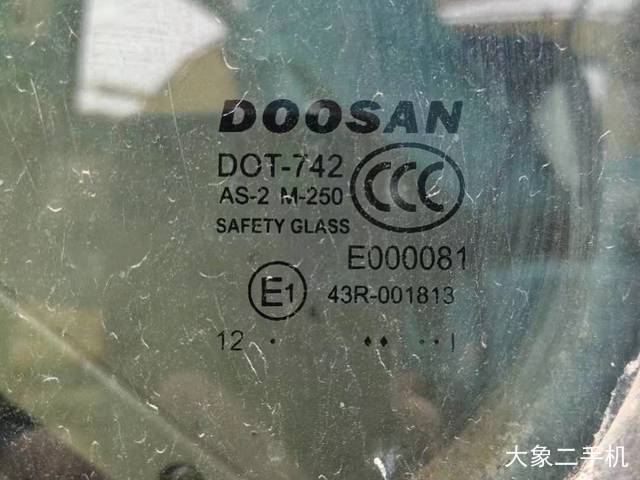 DOOSAN
DOT-742
AS-2 M-250
SAFETY GLASS
CCC
E000081
E1 43R-001813
12 · ♦♦ ··|
大象二手机